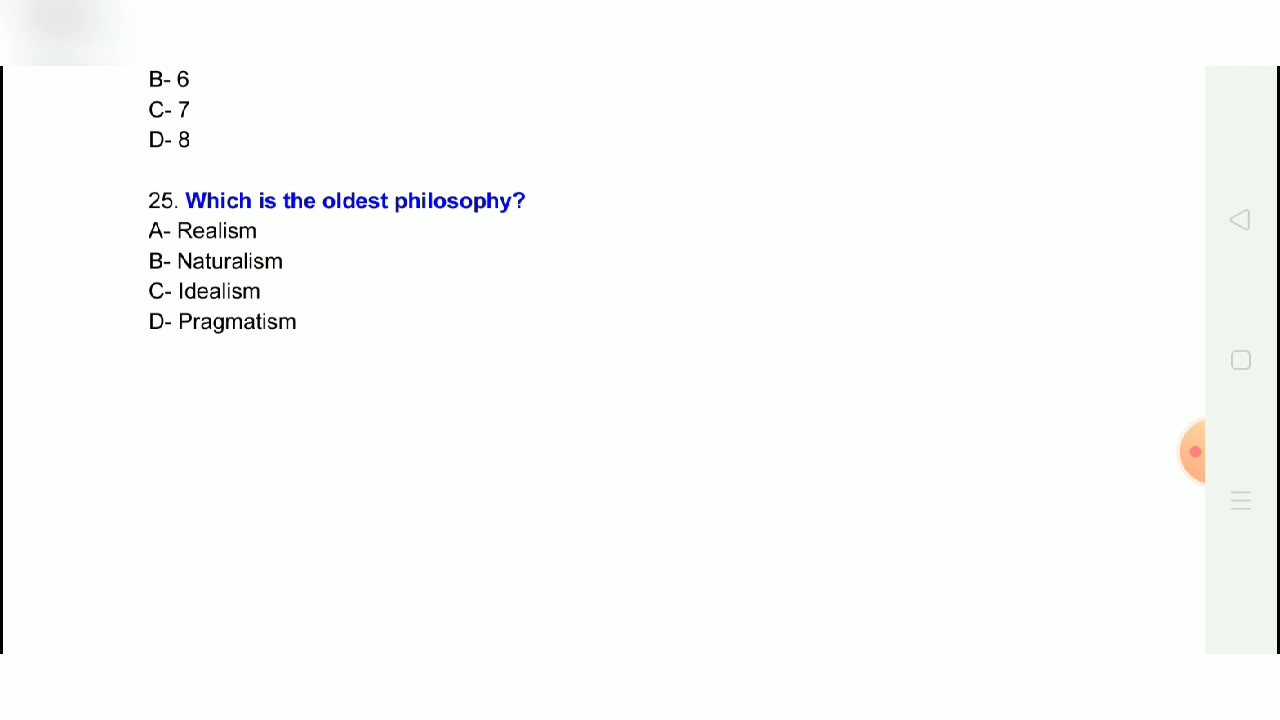 B- 6
C- 7
D- 8
25. Which is the oldest philosophy?
A- Realism
B- Naturalism
C- Idealism
D- Pragmatism